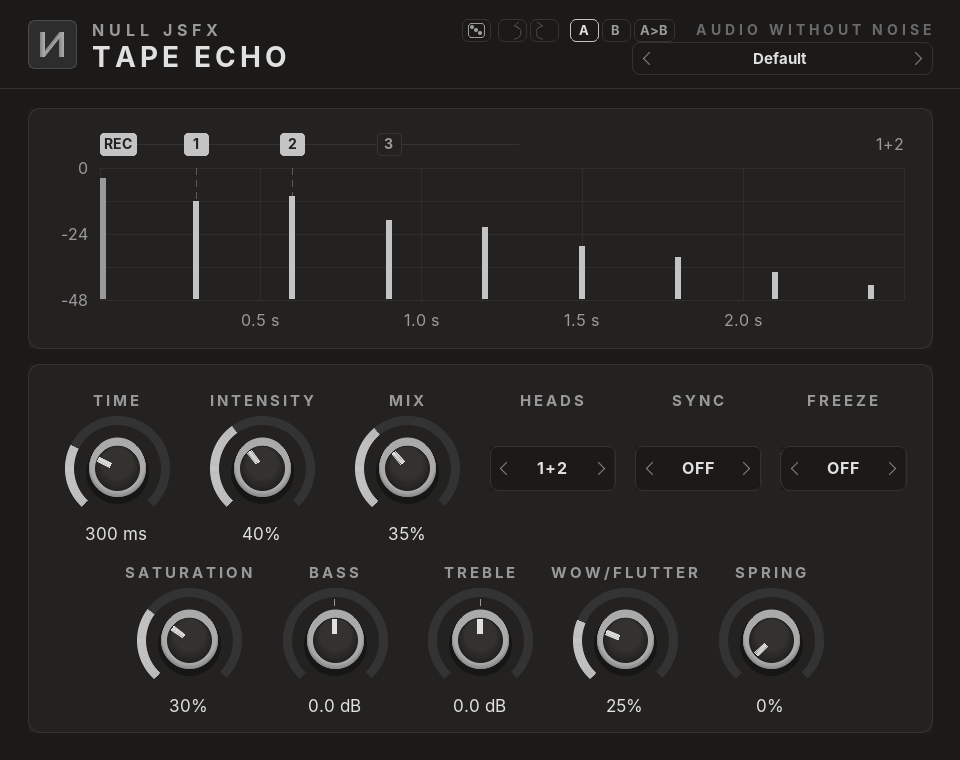 NULL JSFX
TAPE ECHO
A B A>B
AUDIO WITHOUT NOISE
Default
REC 1 2 3 1+2
0
-24
-48
0.5 s 1.0 s 1.5 s 2.0 s
TIME INTENSITY MIX HEADS SYNC FREEZE
1+2 OFF OFF
300 ms 40% 35%
SATURATION BASS TREBLE WOW/FLUTTER SPRING
30% 0.0 dB 0.0 dB 25% 0%